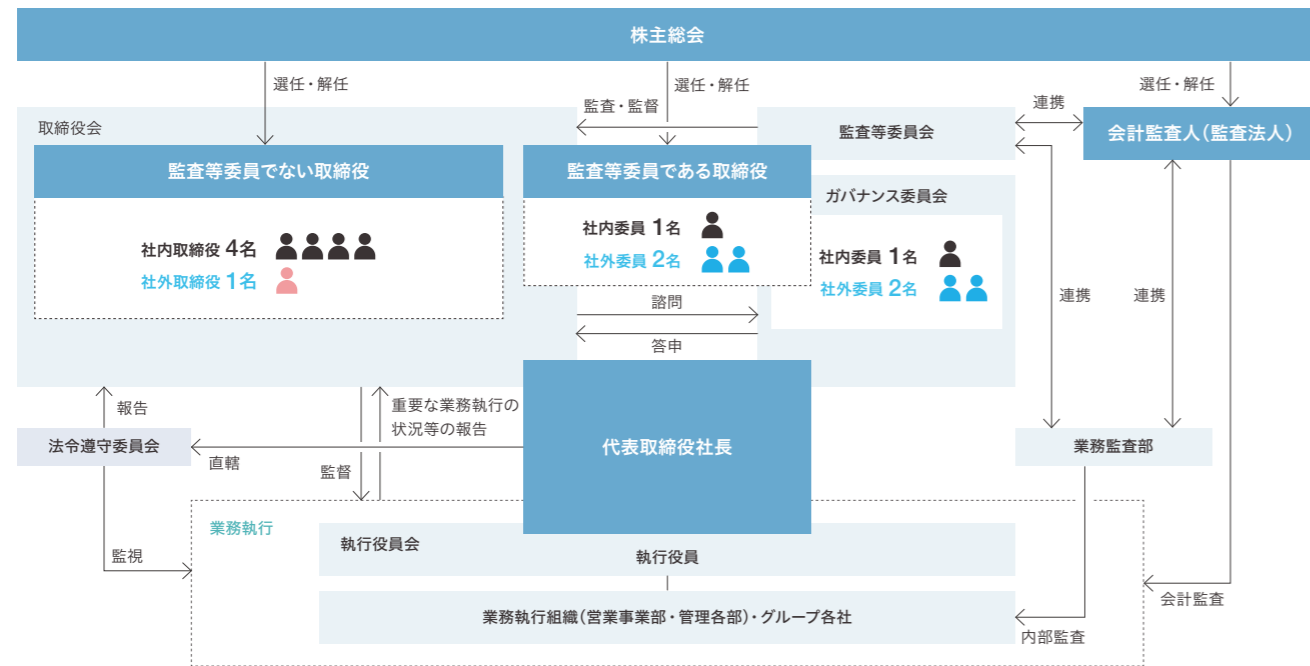 株主総会
選任・解任
選任・解任
選任・解任
監査・監督
連携
取締役会
監査等委員会
会計監査人(監査法人)
監査等委員でない取締役
監査等委員である取締役
ガバナンス委員会
社内取締役 4名
社外取締役 1名
社内委員 1名
社外委員 2名
社内委員 1名
社外委員 2名
諮問
答申
連携
連携
報告
重要な業務執行の
状況等の報告
法令遵守委員会
直轄
監督
代表取締役社長
業務監査部
業務執行
監視
執行役員会
執行役員
業務執行組織(営業事業部・管理各部)・グループ各社
会計監査
内部監査